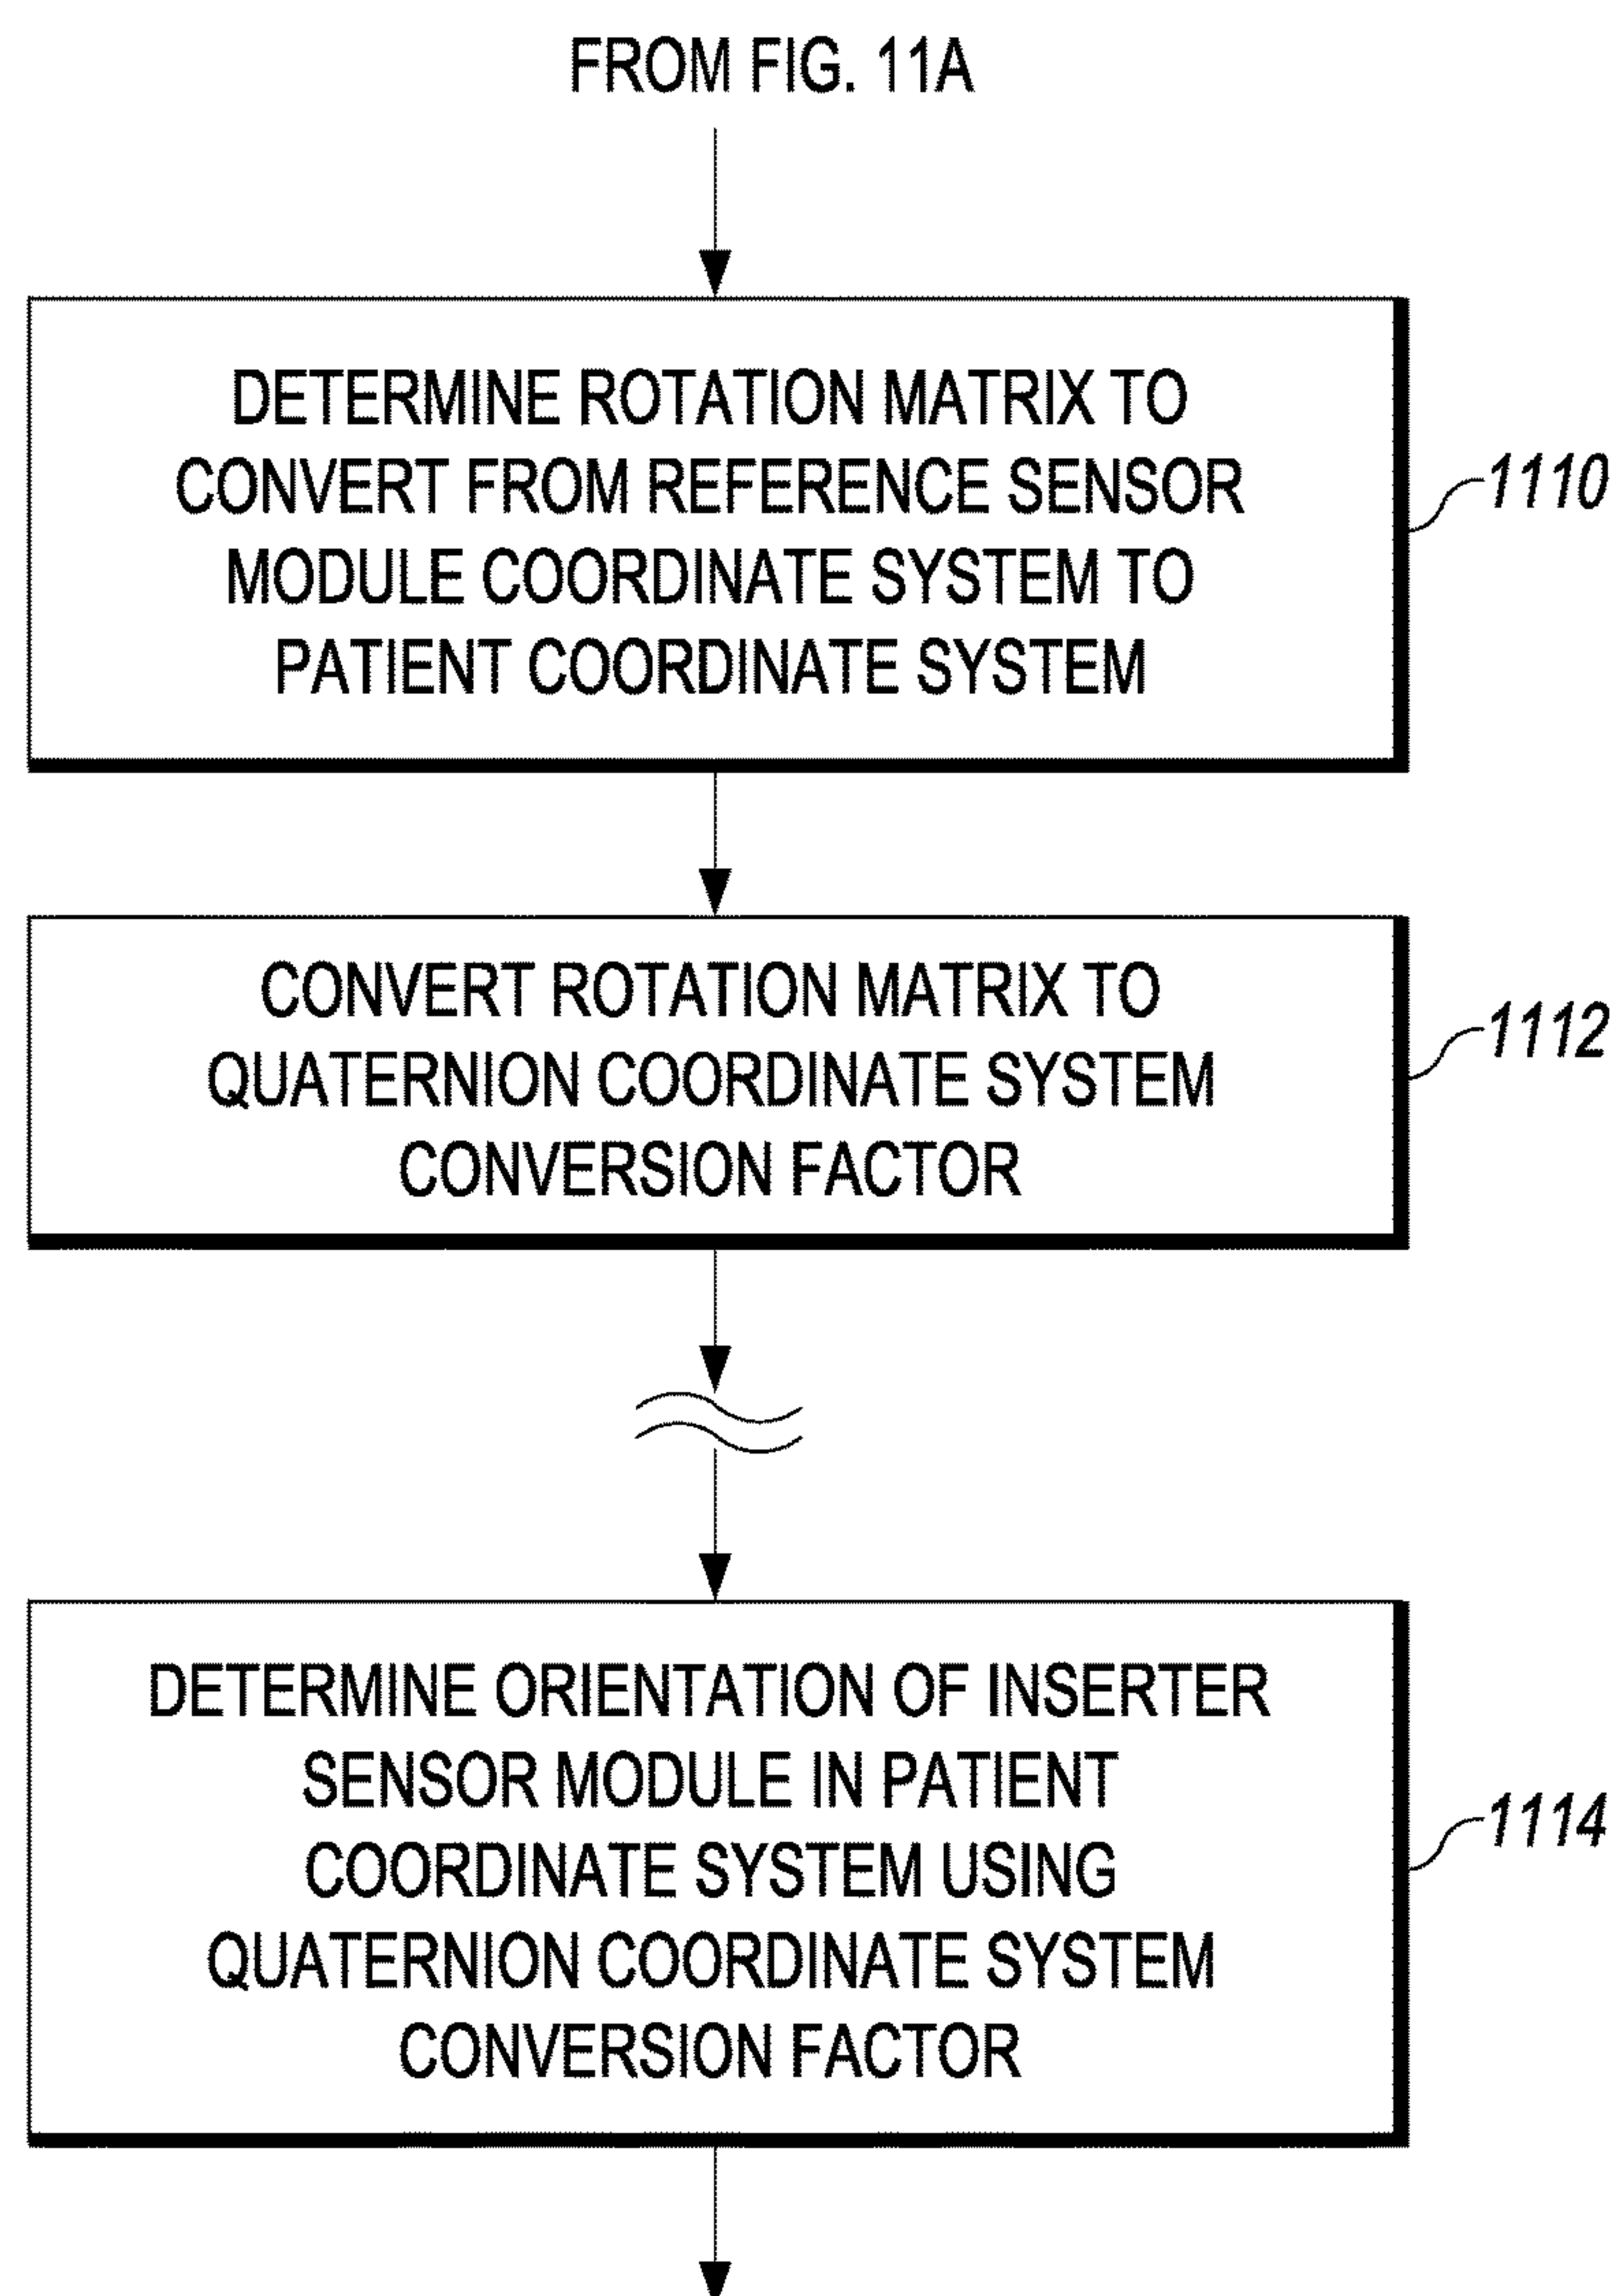 FROM FIG. 11A
DETERMINE ROTATION MATRIX TO
CONVERT FROM REFERENCE SENSOR
MODULE COORDINATE SYSTEM TO
PATIENT COORDINATE SYSTEM
1110
CONVERT ROTATION MATRIX TO
QUATERNION COORDINATE SYSTEM
CONVERSION FACTOR
1112
DETERMINE ORIENTATION OF INSERTER
SENSOR MODULE IN PATIENT
COORDINATE SYSTEM USING
QUATERNION COORDINATE SYSTEM
CONVERSION FACTOR
1114